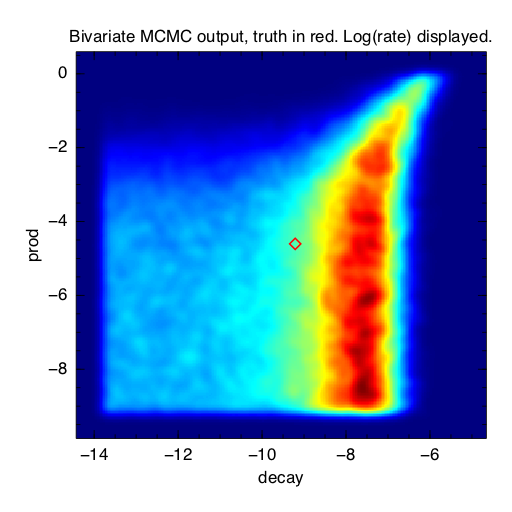 Bivariate MCMC output, truth in red. Log(rate) displayed.
0
−2
−4
−6
−8
prod
−14 −12 −10 −8 −6
decay